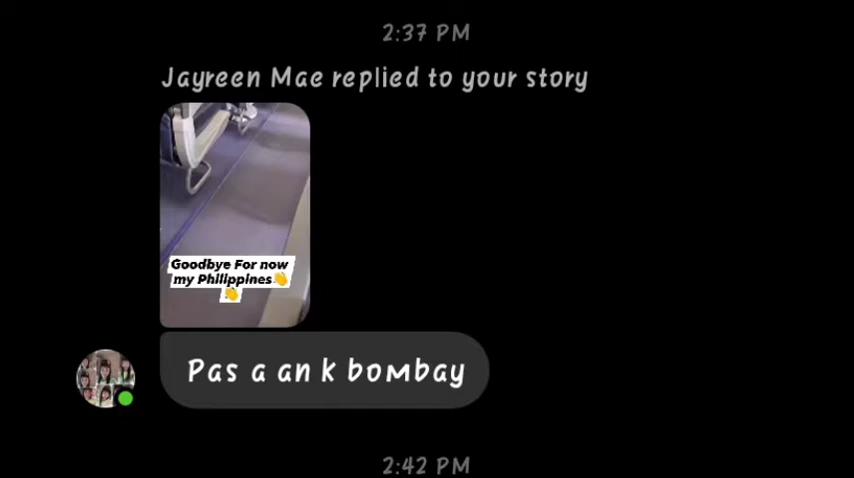 2:37 PM
Jayreen Mae replied to your story
Goodbye For now
my Philippines👏
👏
Pas a an k bombay
2:42 PM